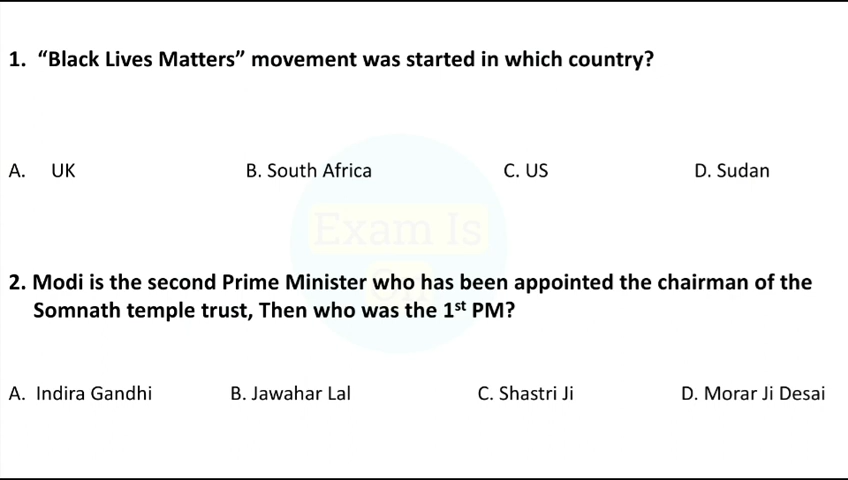 1. “Black Lives Matters” movement was started in which country?
A. UK B. South Africa C. US D. Sudan
Exam Is
2. Modi is the second Prime Minister who has been appointed the chairman of the
Somnath temple trust, Then who was the 1st PM?
A. Indira Gandhi B. Jawahar Lal C. Shastri Ji D. Morar Ji Desai